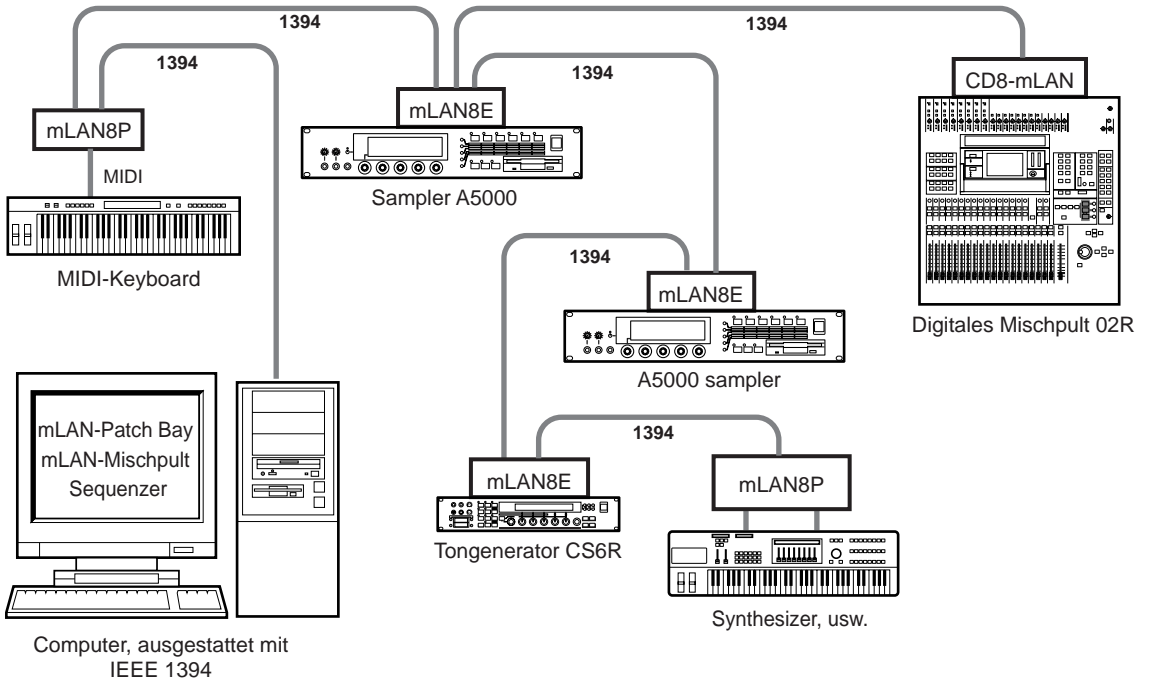 1394
1394
1394
1394
mLAN8P
mLAN8E
CD8-mLAN
MIDI
MIDI-Keyboard
Sampler A5000
1394
mLAN8E
Digitales Mischpult 02R
A5000 sampler
mLAN-Patch Bay
mLAN-Mischpult
Sequenzer
1394
mLAN8E
mLAN8P
Tongenerator CS6R
Synthesizer, usw.
Computer, ausgestattet mit
IEEE 1394